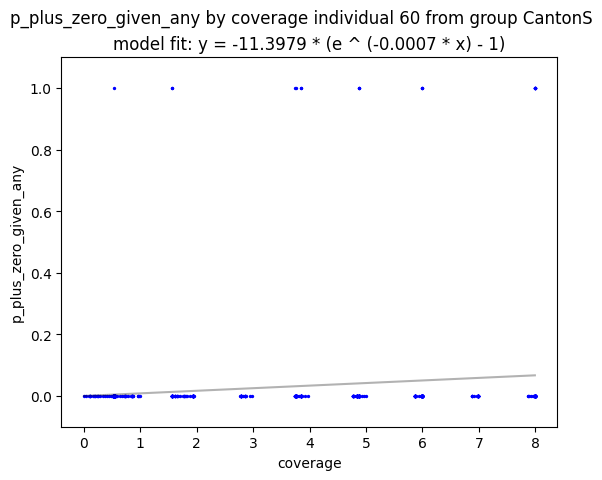 p_plus_zero_given_any by coverage individual 60 from group CantonS
model fit: y = -11.3979 * (e ^ (-0.0007 * x) - 1)
1.0
0.8
0.6
0.4
0.2
0.0
p_plus_zero_given_any
0 1 2 3 4 5 6 7 8
coverage